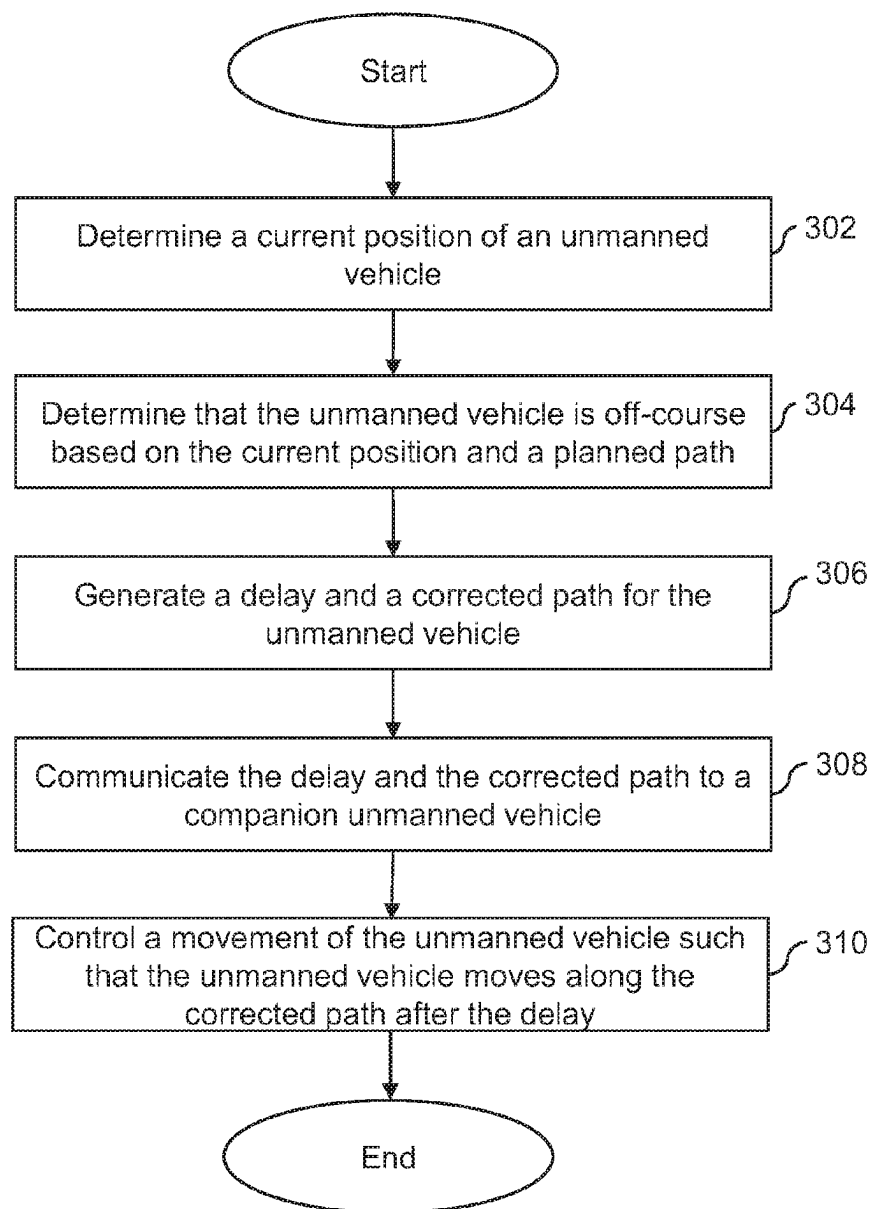 Start
Determine a current position of an unmanned
vehicle
302
Determine that the unmanned vehicle is off-course
based on the current position and a planned path
304
Generate a delay and a corrected path for the
unmanned vehicle
306
Communicate the delay and the corrected path to a
companion unmanned vehicle
308
Control a movement of the unmanned vehicle such
that the unmanned vehicle moves along the
corrected path after the delay
310
End